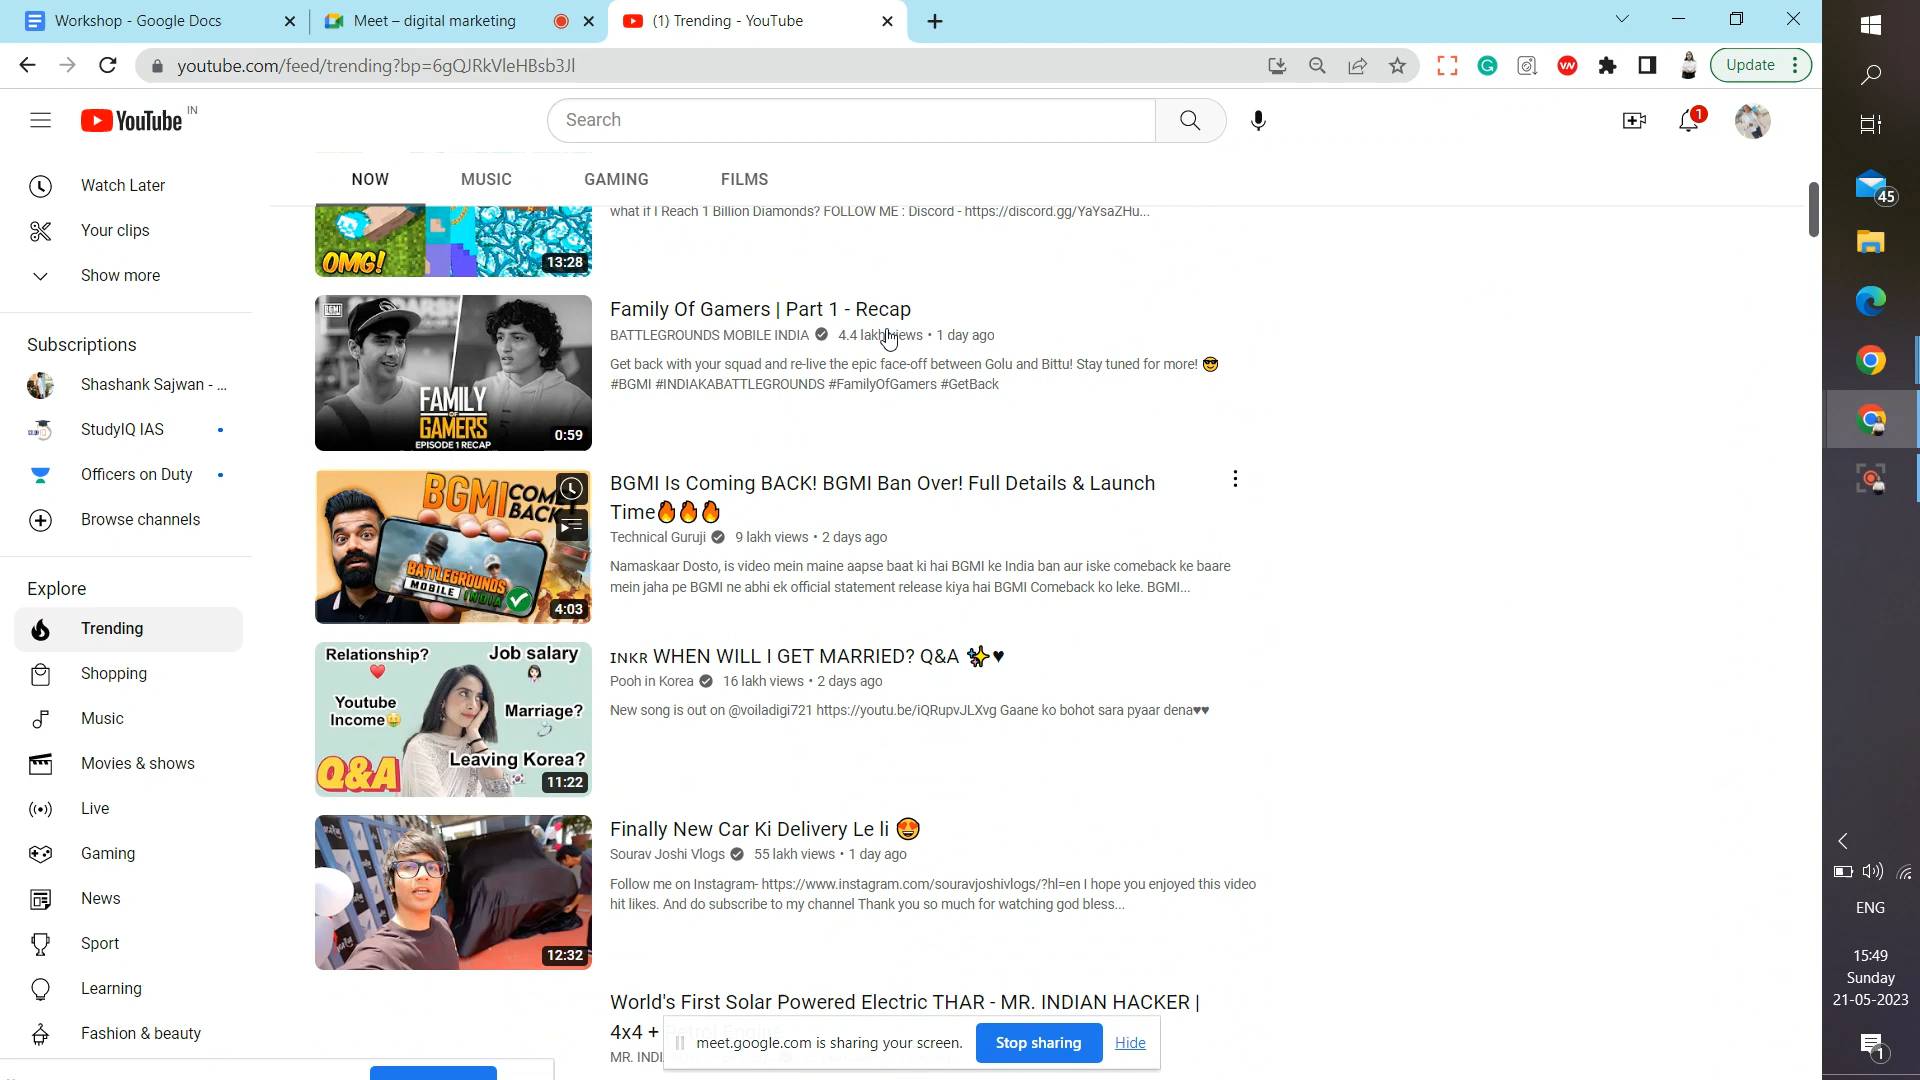 Workshop - Google Docs
Meet – digital marketing
(1) Trending - YouTube
youtube.com/feed/trending?bp=6gQJRkVleHBsb3Jl
Update
YouTube IN
Search
1
Watch Later
Your clips
Show more
Subscriptions
Shashank Sajwan - ...
StudyIQ IAS
Officers on Duty
Browse channels
Explore
Trending
Shopping
Music
Movies & shows
Live
Gaming
News
Sport
Learning
Fashion & beauty
NOW
MUSIC
GAMING
FILMS
what if I Reach 1 Billion Diamonds? FOLLOW ME : Discord - https://discord.gg/YaYsaZHu...
OMG!
13:28
Family Of Gamers | Part 1 - Recap
BATTLEGROUNDS MOBILE INDIA 4.4 lakh views • 1 day ago
Get back with your squad and re-live the epic face-off between Golu and Bittu! Stay tuned for more! 😎
#BGMI #INDIAKABATTLEGROUNDS #FamilyOfGamers #GetBack
BGMI
FAMILY
OF
GAMERS
EPISODE 1 RECAP
0:59
BGMI Is Coming BACK! BGMI Ban Over! Full Details & Launch
Time🔥🔥🔥
Technical Guruji 9 lakh views • 2 days ago
Namaskaar Dosto, is video mein maine aapse baat ki hai BGMI ke India ban aur iske comeback ke baare
mein jaha pe BGMI ne abhi ek official statement release kiya hai BGMI Comeback ko leke. BGMI...
BGMI
BACK
BATTLEGROUNDS
MOBILE INDIA
4:03
INKR WHEN WILL I GET MARRIED? Q&A ✨♥
Pooh in Korea 16 lakh views • 2 days ago
New song is out on @voiladigi721 https://youtu.be/iQRupvJLXvg Gaane ko bohot sara pyaar dena♥♥
Relationship?
Job salary
Youtube
Income
Marriage?
Leaving Korea?
Q&A
11:22
Finally New Car Ki Delivery Le li 😍
Sourav Joshi Vlogs 55 lakh views • 1 day ago
Follow me on Instagram- https://www.instagram.com/souravjoshivlogs/?hl=en I hope you enjoyed this video
hit likes. And do subscribe to my channel Thank you so much for watching god bless...
12:32
World's First Solar Powered Electric THAR - MR. INDIAN HACKER |
4x4 + Petrol Engine
MR. INDI
meet.google.com is sharing your screen.
Stop sharing
Hide
45
ENG
15:49
Sunday
21-05-2023
1